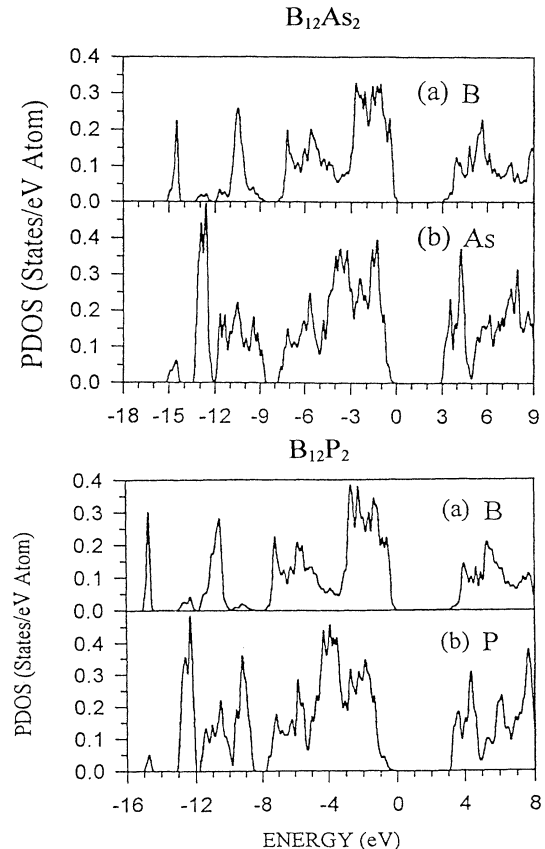 B₁₂As₂
PDOS (States/eV Atom)
0.4
0.3
0.2
0.1
0.0
(a) B
0.4
0.3
0.2
0.1
0.0
(b) As
-18 -15 -12 -9 -6 -3 0 3 6 9
B₁₂P₂
PDOS (States/eV Atom)
0.4
0.3
0.2
0.1
0.0
(a) B
0.4
0.3
0.2
0.1
0.0
(b) P
-16 -12 -8 -4 0 4 8
ENERGY (eV)